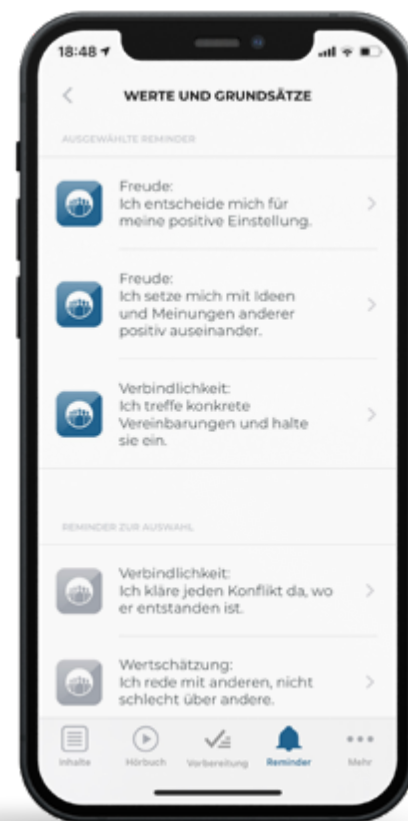 18:48
WERTE UND GRUNDSÄTZE
AUSGEWÄHLTE REMINDER
Freude:
Ich entscheide mich für
meine positive Einstellung.
Freude:
Ich setze mich mit Ideen
und Meinungen anderer
positiv auseinander.
Verbindlichkeit:
Ich treffe konkrete
Vereinbarungen und halte
sie ein.
REMINDER ZUR AUSWAHL
Verbindlichkeit:
Ich kläre jeden Konflikt da, wo
er entstanden ist.
Wertschätzung:
Ich rede mit anderen, nicht
schlecht über andere.
Inhalte Hörbuch Vorbereitung Reminder Mehr